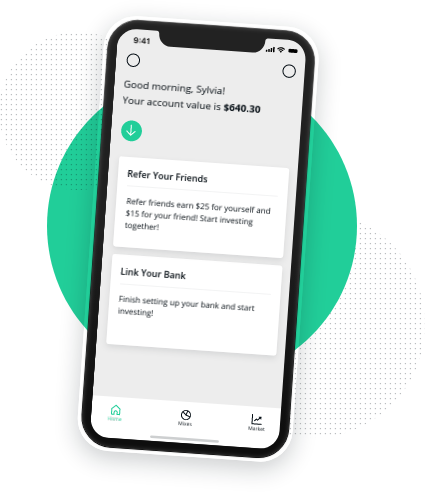 9:41
Good morning, Sylvia!
Your account value is $640.30
Refer Your Friends
Refer friends earn $25 for yourself and
$15 for your friend! Start investing
together!
Link Your Bank
Finish setting up your bank and start
investing!
Home
Mixes
Market